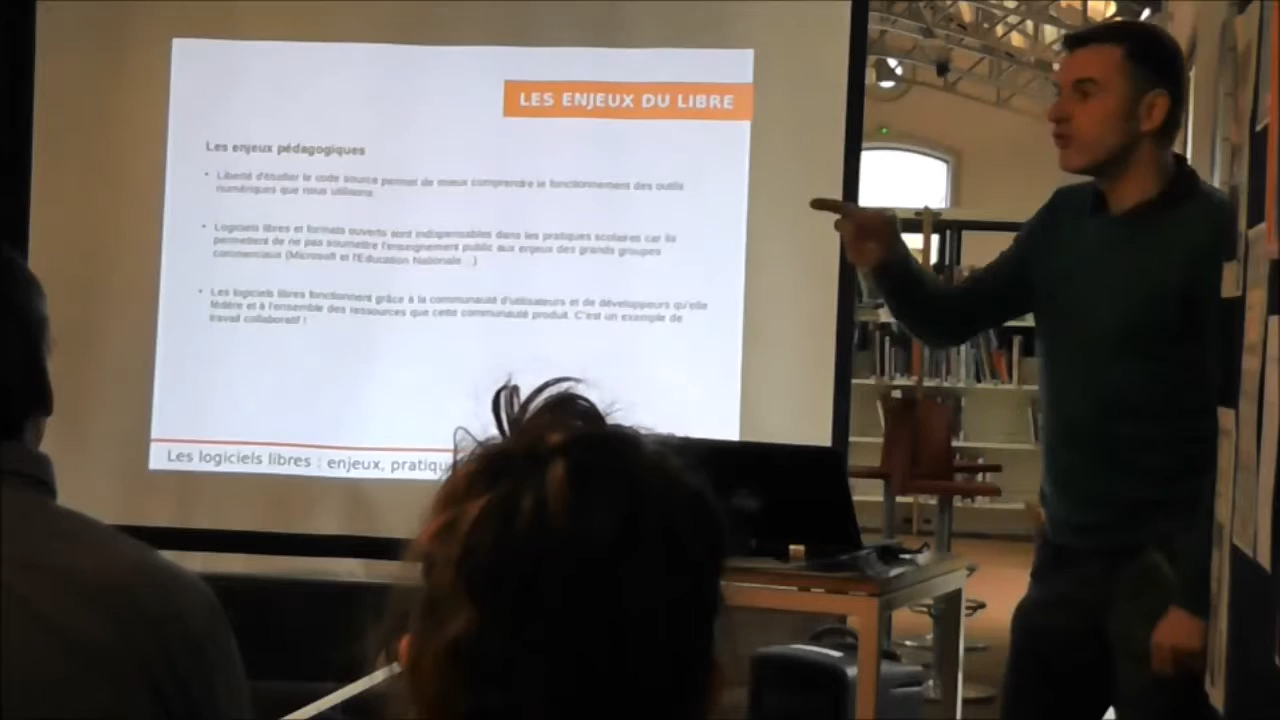 LES ENJEUX DU LIBRE
Les enjeux pédagogiques
• Liberté d'étudier le code source permet de mieux comprendre le fonctionnement des outils
numériques que nous utilisons.
• Logiciels libres et formats ouverts sont indispensables dans les pratiques scolaires car ils
permettent de ne pas soumettre l'enseignement public aux enjeux des grands groupes
commerciaux (Microsoft et l'Education Nationale...)
• Les logiciels libres fonctionnent grâce à la communauté d'utilisateurs et de développeurs qu'elle
fédère et à l'ensemble des ressources que cette communauté produit. C'est un exemple de
travail collaboratif !
Les logiciels libres : enjeux, pratiqu